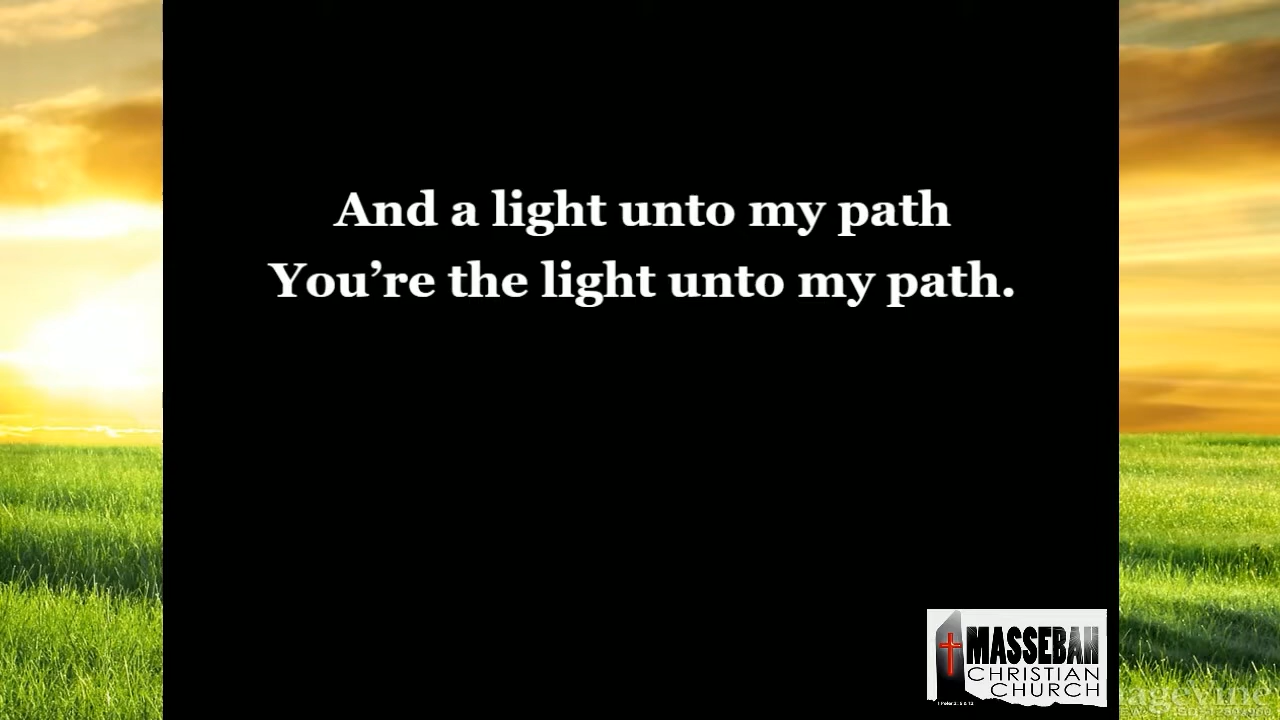 And a light unto my path
You’re the light unto my path.
MASSEBAH
CHRISTIAN
CHURCH